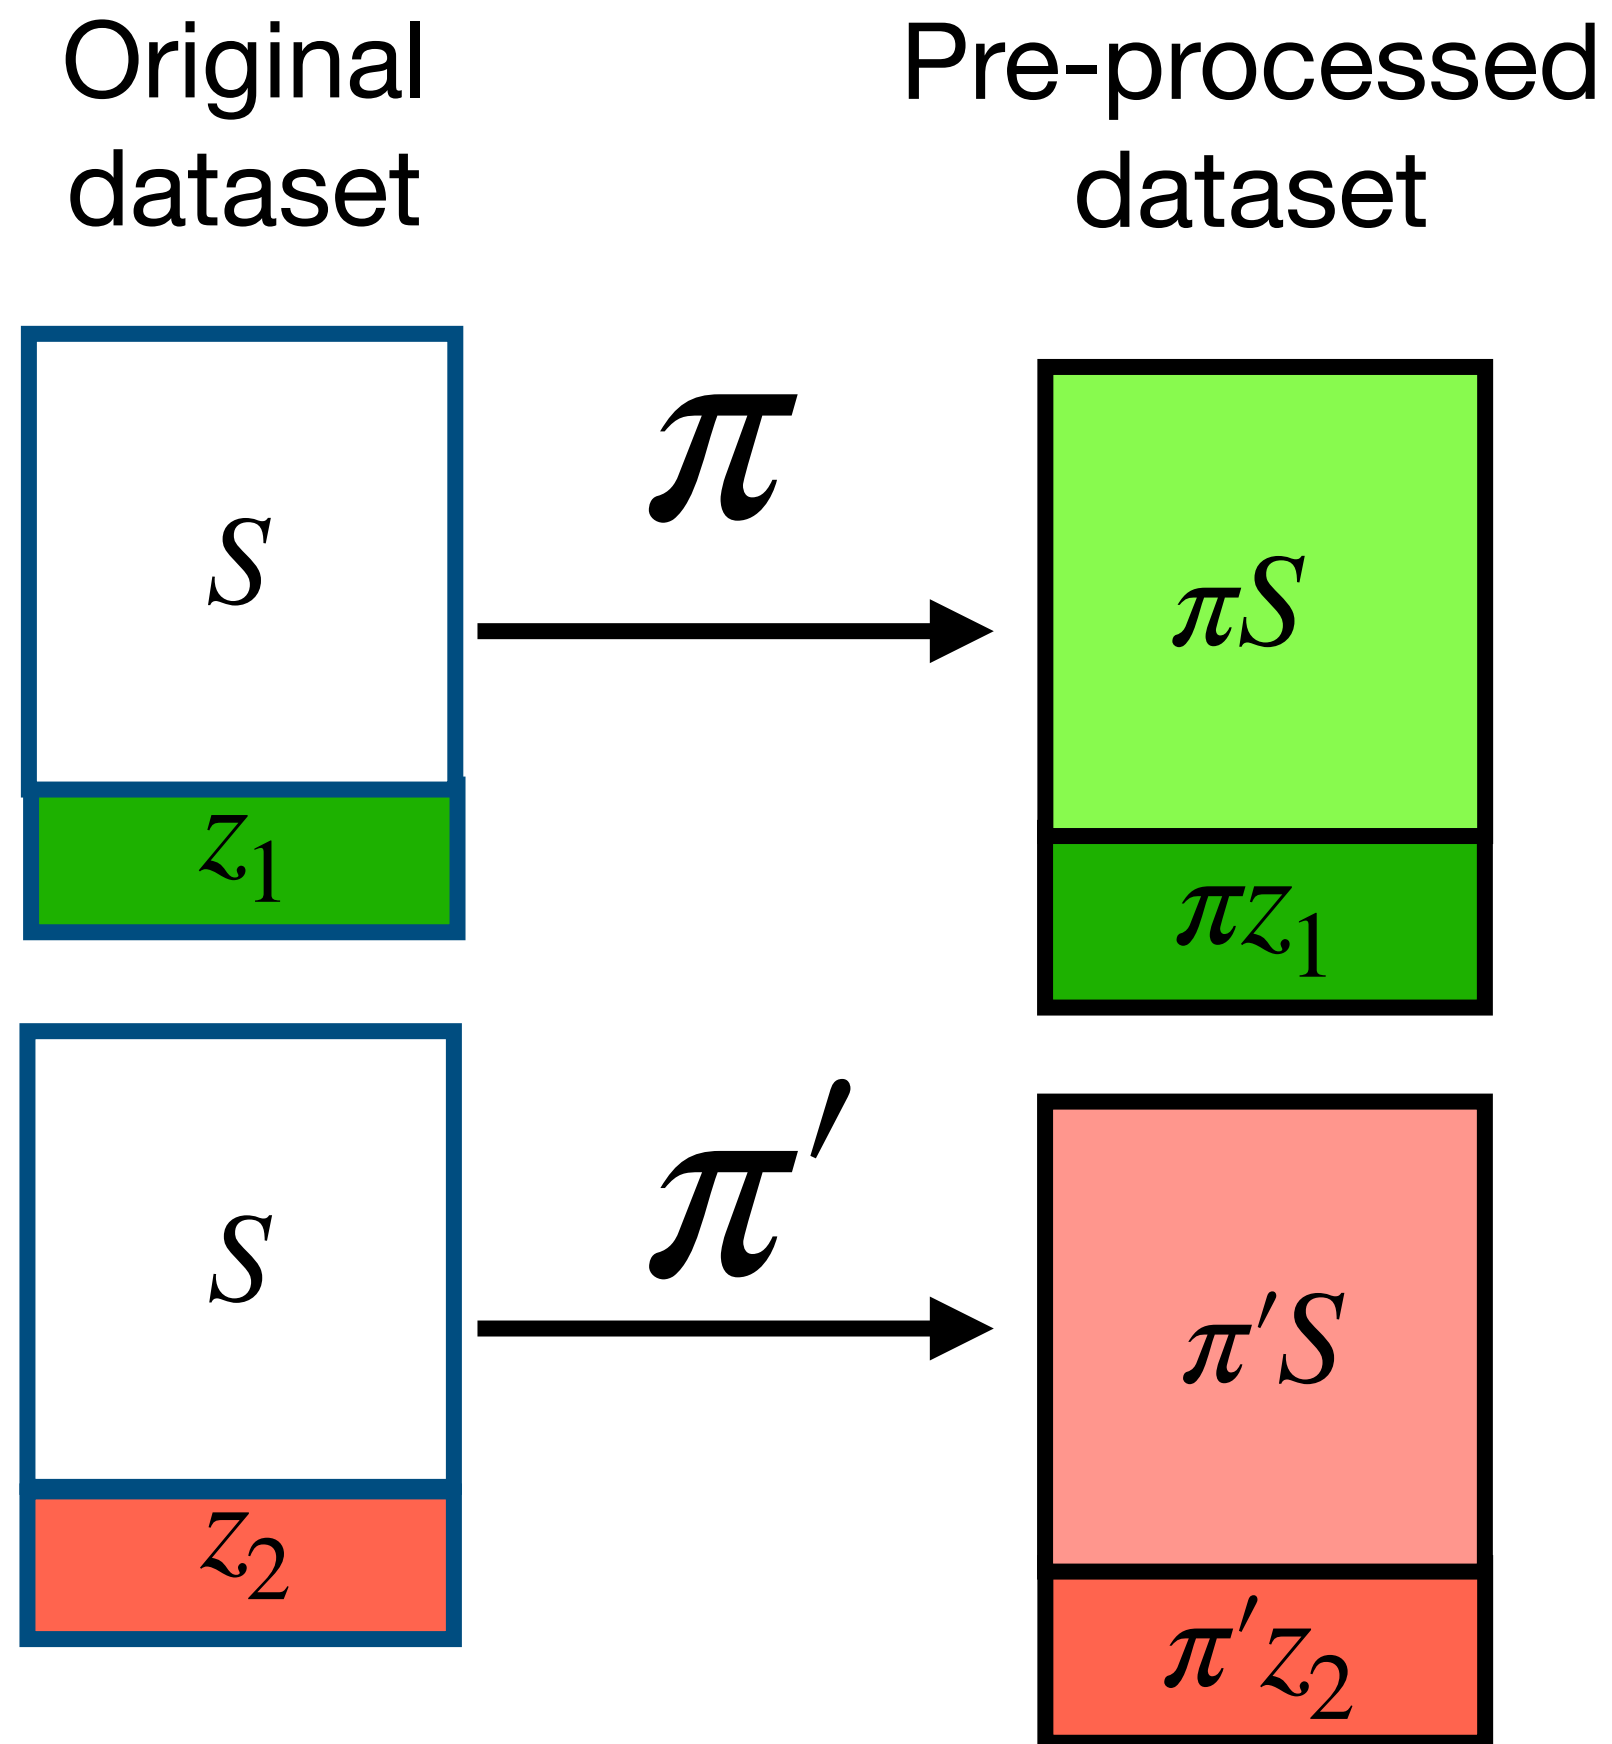 Original
dataset
Pre-processed
dataset
S
π
πS
z₁
πz₁
S
π′
π′S
z₂
π′z₂